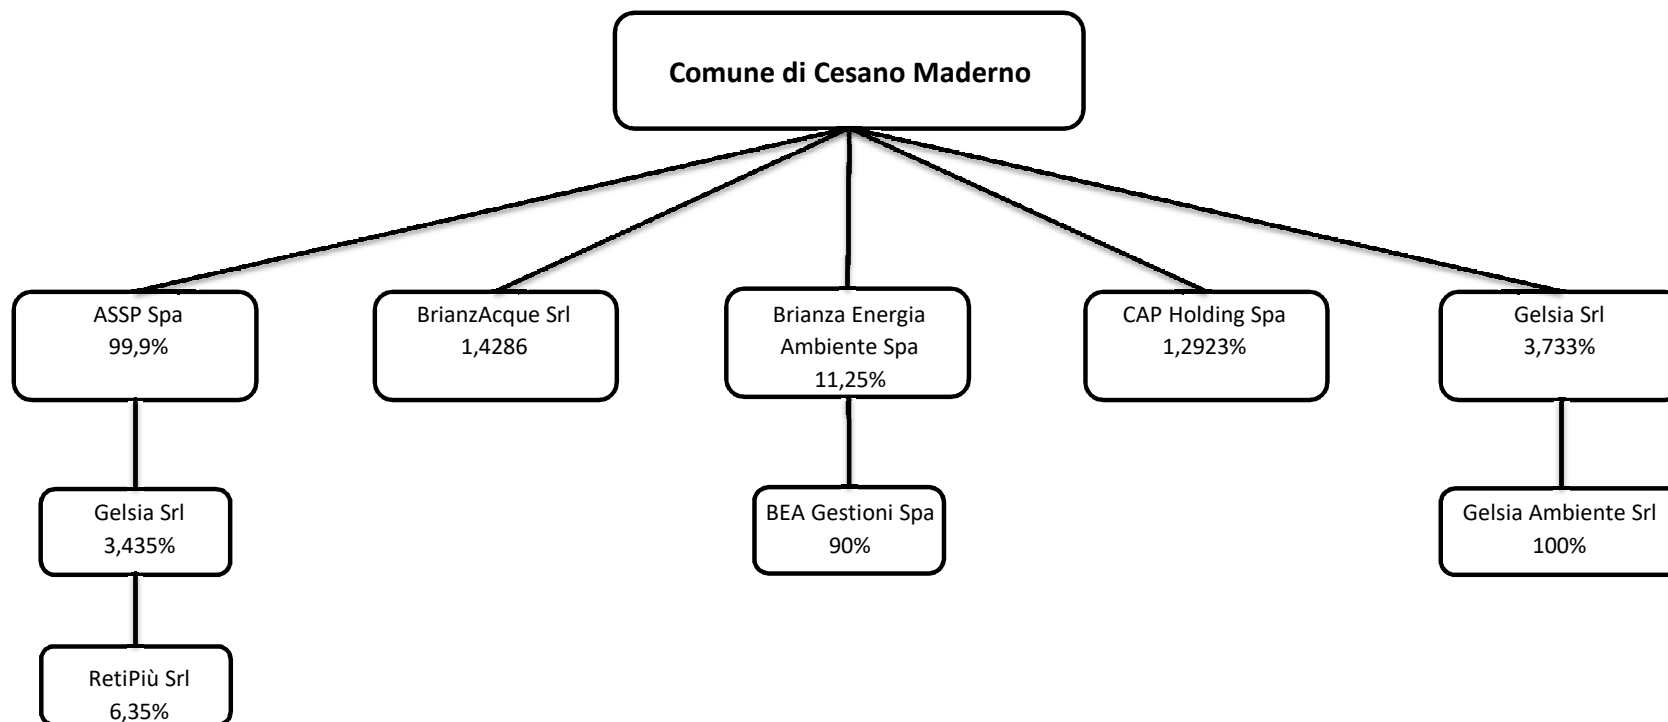 Comune di Cesano Maderno
ASSP Spa
99,9%
BrianzAcque Srl
1,4286
Brianza Energia
Ambiente Spa
11,25%
CAP Holding Spa
1,2923%
Gelsia Srl
3,733%
Gelsia Srl
3,435%
BEA Gestioni Spa
90%
Gelsia Ambiente Srl
100%
RetiPiù Srl
6,35%